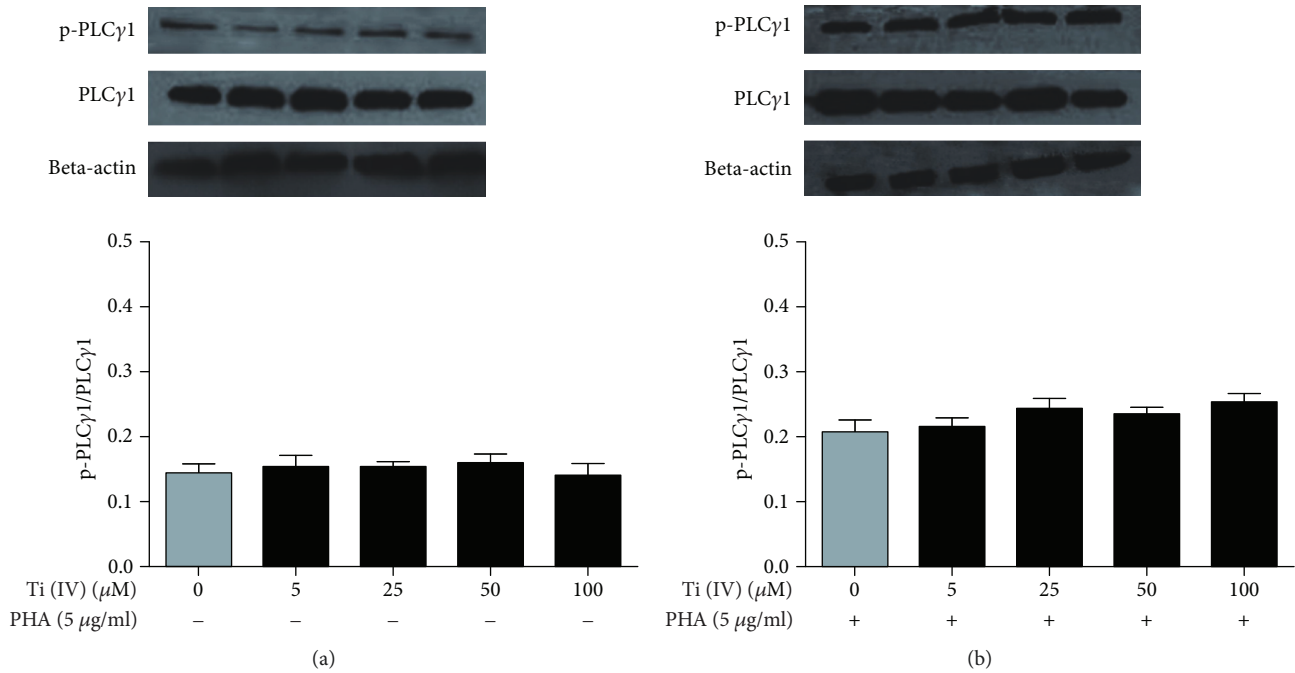 p-PLCγ1
PLCγ1
Beta-actin
p-PLCγ1/PLCγ1
0.5
0.4
0.3
0.2
0.1
0.0
Ti (IV) (μM) 0 5 25 50 100
PHA (5 μg/ml) – – – – –
(a)
p-PLCγ1
PLCγ1
Beta-actin
p-PLCγ1/PLCγ1
0.5
0.4
0.3
0.2
0.1
0.0
Ti (IV) (μM) 0 5 25 50 100
PHA (5 μg/ml) + + + + +
(b)